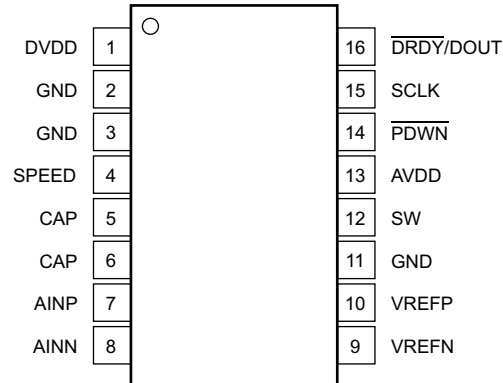 DVDD 1 16 DRDY/DOUT
GND 2 15 SCLK
GND 3 14 PDWN
SPEED 4 13 AVDD
CAP 5 12 SW
CAP 6 11 GND
AINP 7 10 VREFP
AINN 8 9 VREFN